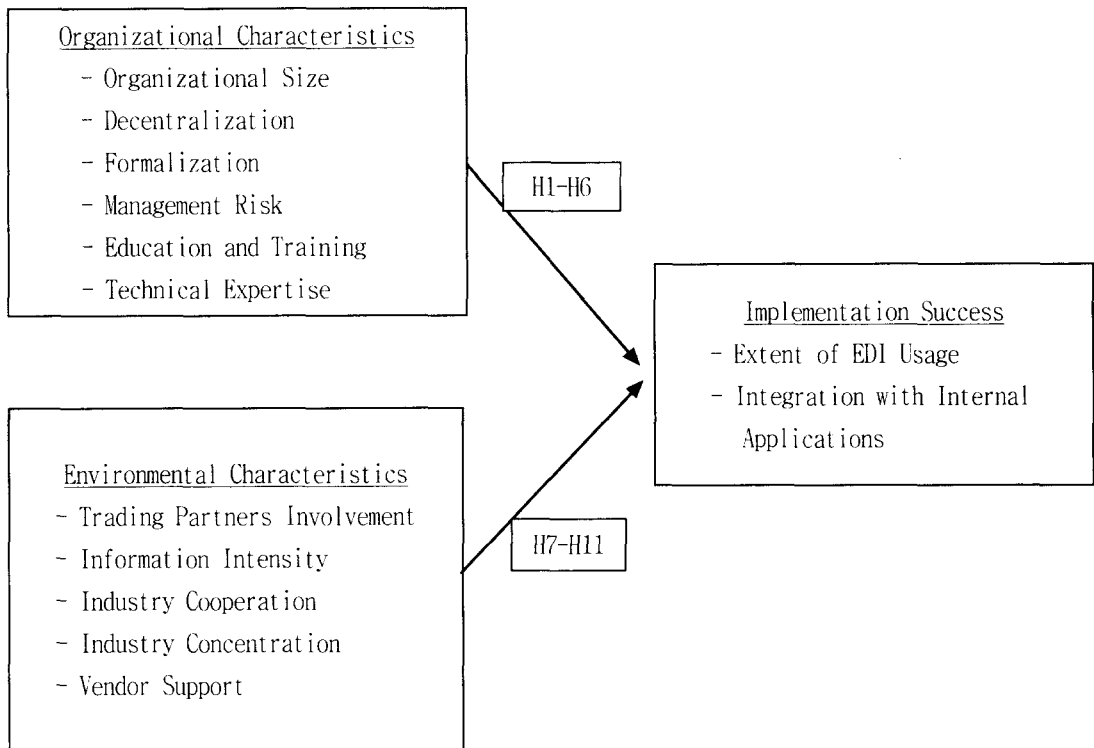 Organizational Characteristics
- Organizational Size
- Decentralization
- Formalization
- Management Risk
- Education and Training
- Technical Expertise
H1-H6
Implementation Success
- Extent of EDI Usage
- Integration with Internal
Applications
Environmental Characteristics
- Trading Partners Involvement
- Information Intensity
- Industry Cooperation
- Industry Concentration
- Vendor Support
H7-H11